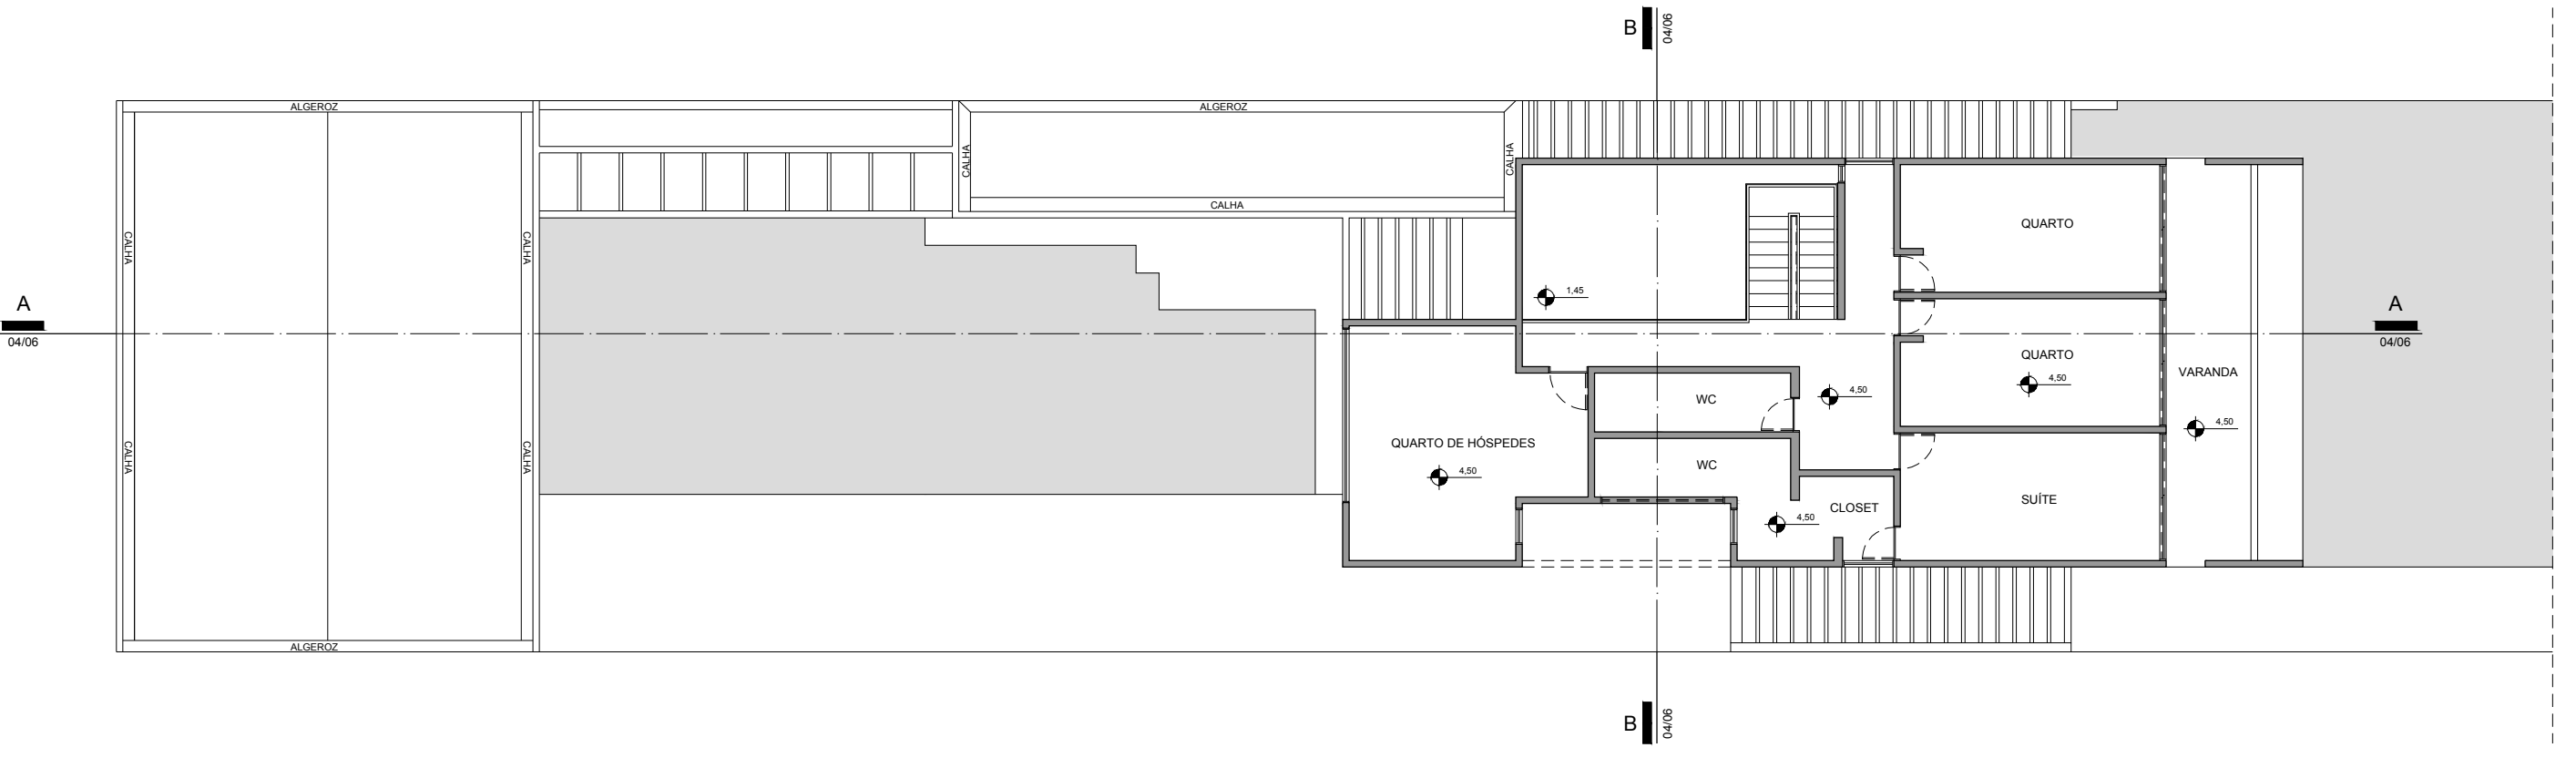 B
04/06
ALGEROZ
ALGEROZ
CALHA
CALHA
CALHA
CALHA
CALHA
QUARTO
1,45
A
04/06
A
04/06
QUARTO
4,50
VARANDA
4,50
WC
4,50
QUARTO DE HÓSPEDES
4,50
WC
CALHA
CALHA
SUÍTE
CLOSET
4,50
ALGEROZ
B
04/06